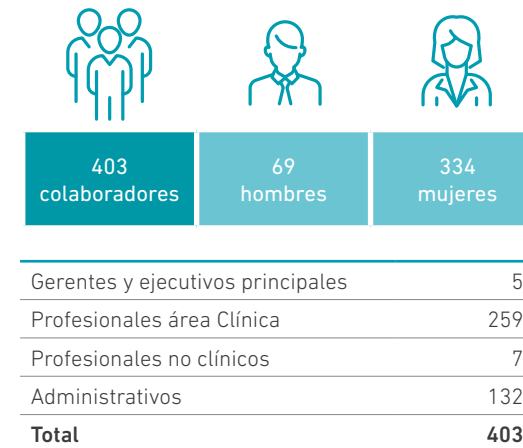 403
colaboradores
69
hombres
334
mujeres
Gerentes y ejecutivos principales 5
Profesionales área Clínica 259
Profesionales no clínicos 7
Administrativos 132
Total 403